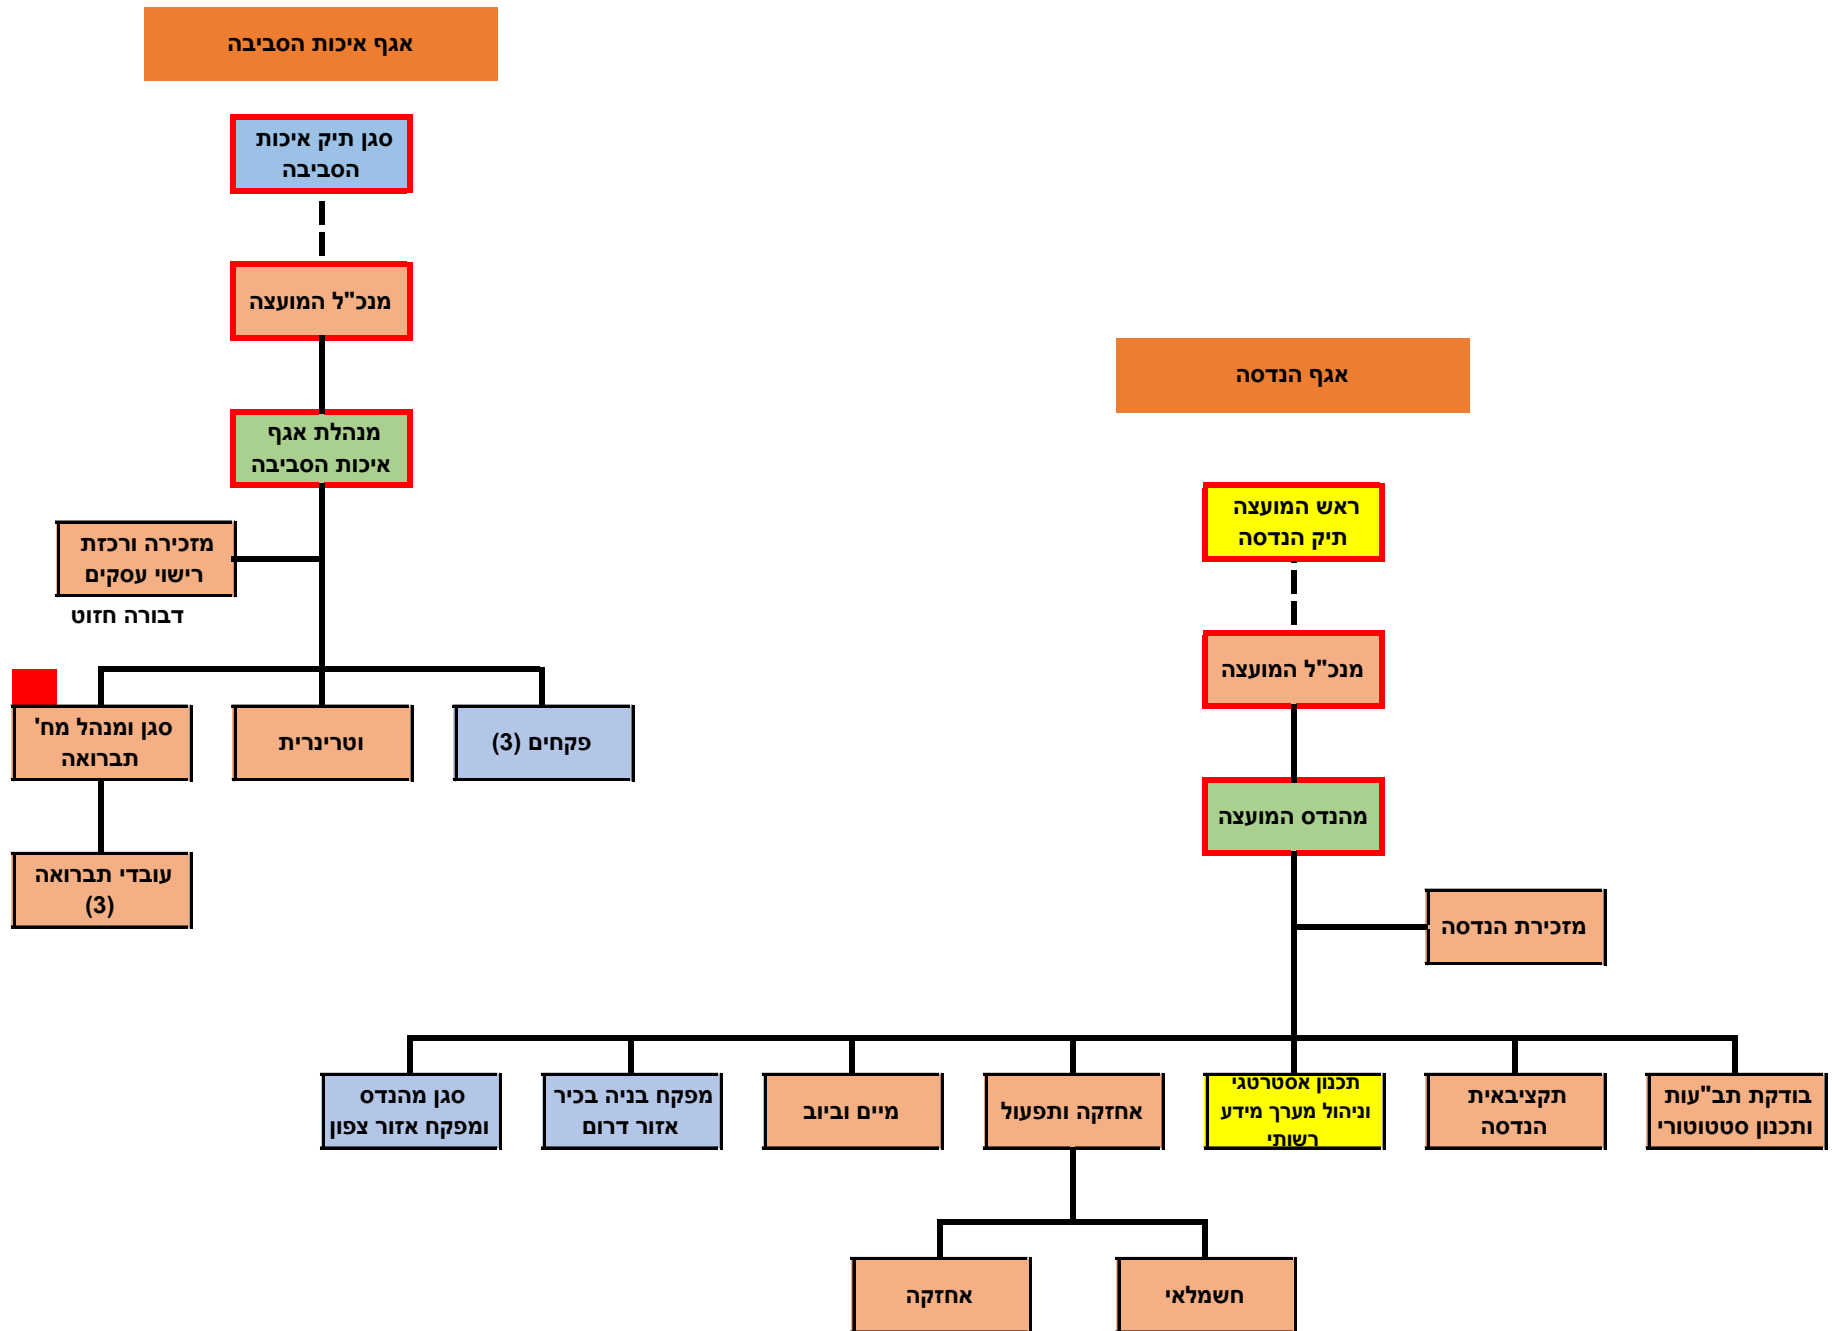 אגף איכות הסביבה
סגן תיק איכות
הסביבה
מנכ"ל המועצה
מנהלת אגף
איכות הסביבה
מזכירה ורכזת
רישוי עסקים
דבורה חזוט
סגן ומנהל מח'
תברואה
וטרינרית
פקחים (3)
עובדי תברואה
(3)
אגף הנדסה
ראש המועצה
תיק הנדסה
מנכ"ל המועצה
מהנדס המועצה
מזכירת הנדסה
בודקת תב"עות
ותכנון סטטוטורי
תקציבאית
הנדסה
תכנון אסטרטגי
וניהול מערך מידע
רשותי
אחזקה ותפעול
מיים וביוב
מפקח בניה בכיר
אזור דרום
סגן מהנדס
ומפקח אזור צפון
חשמלאי
אחזקה